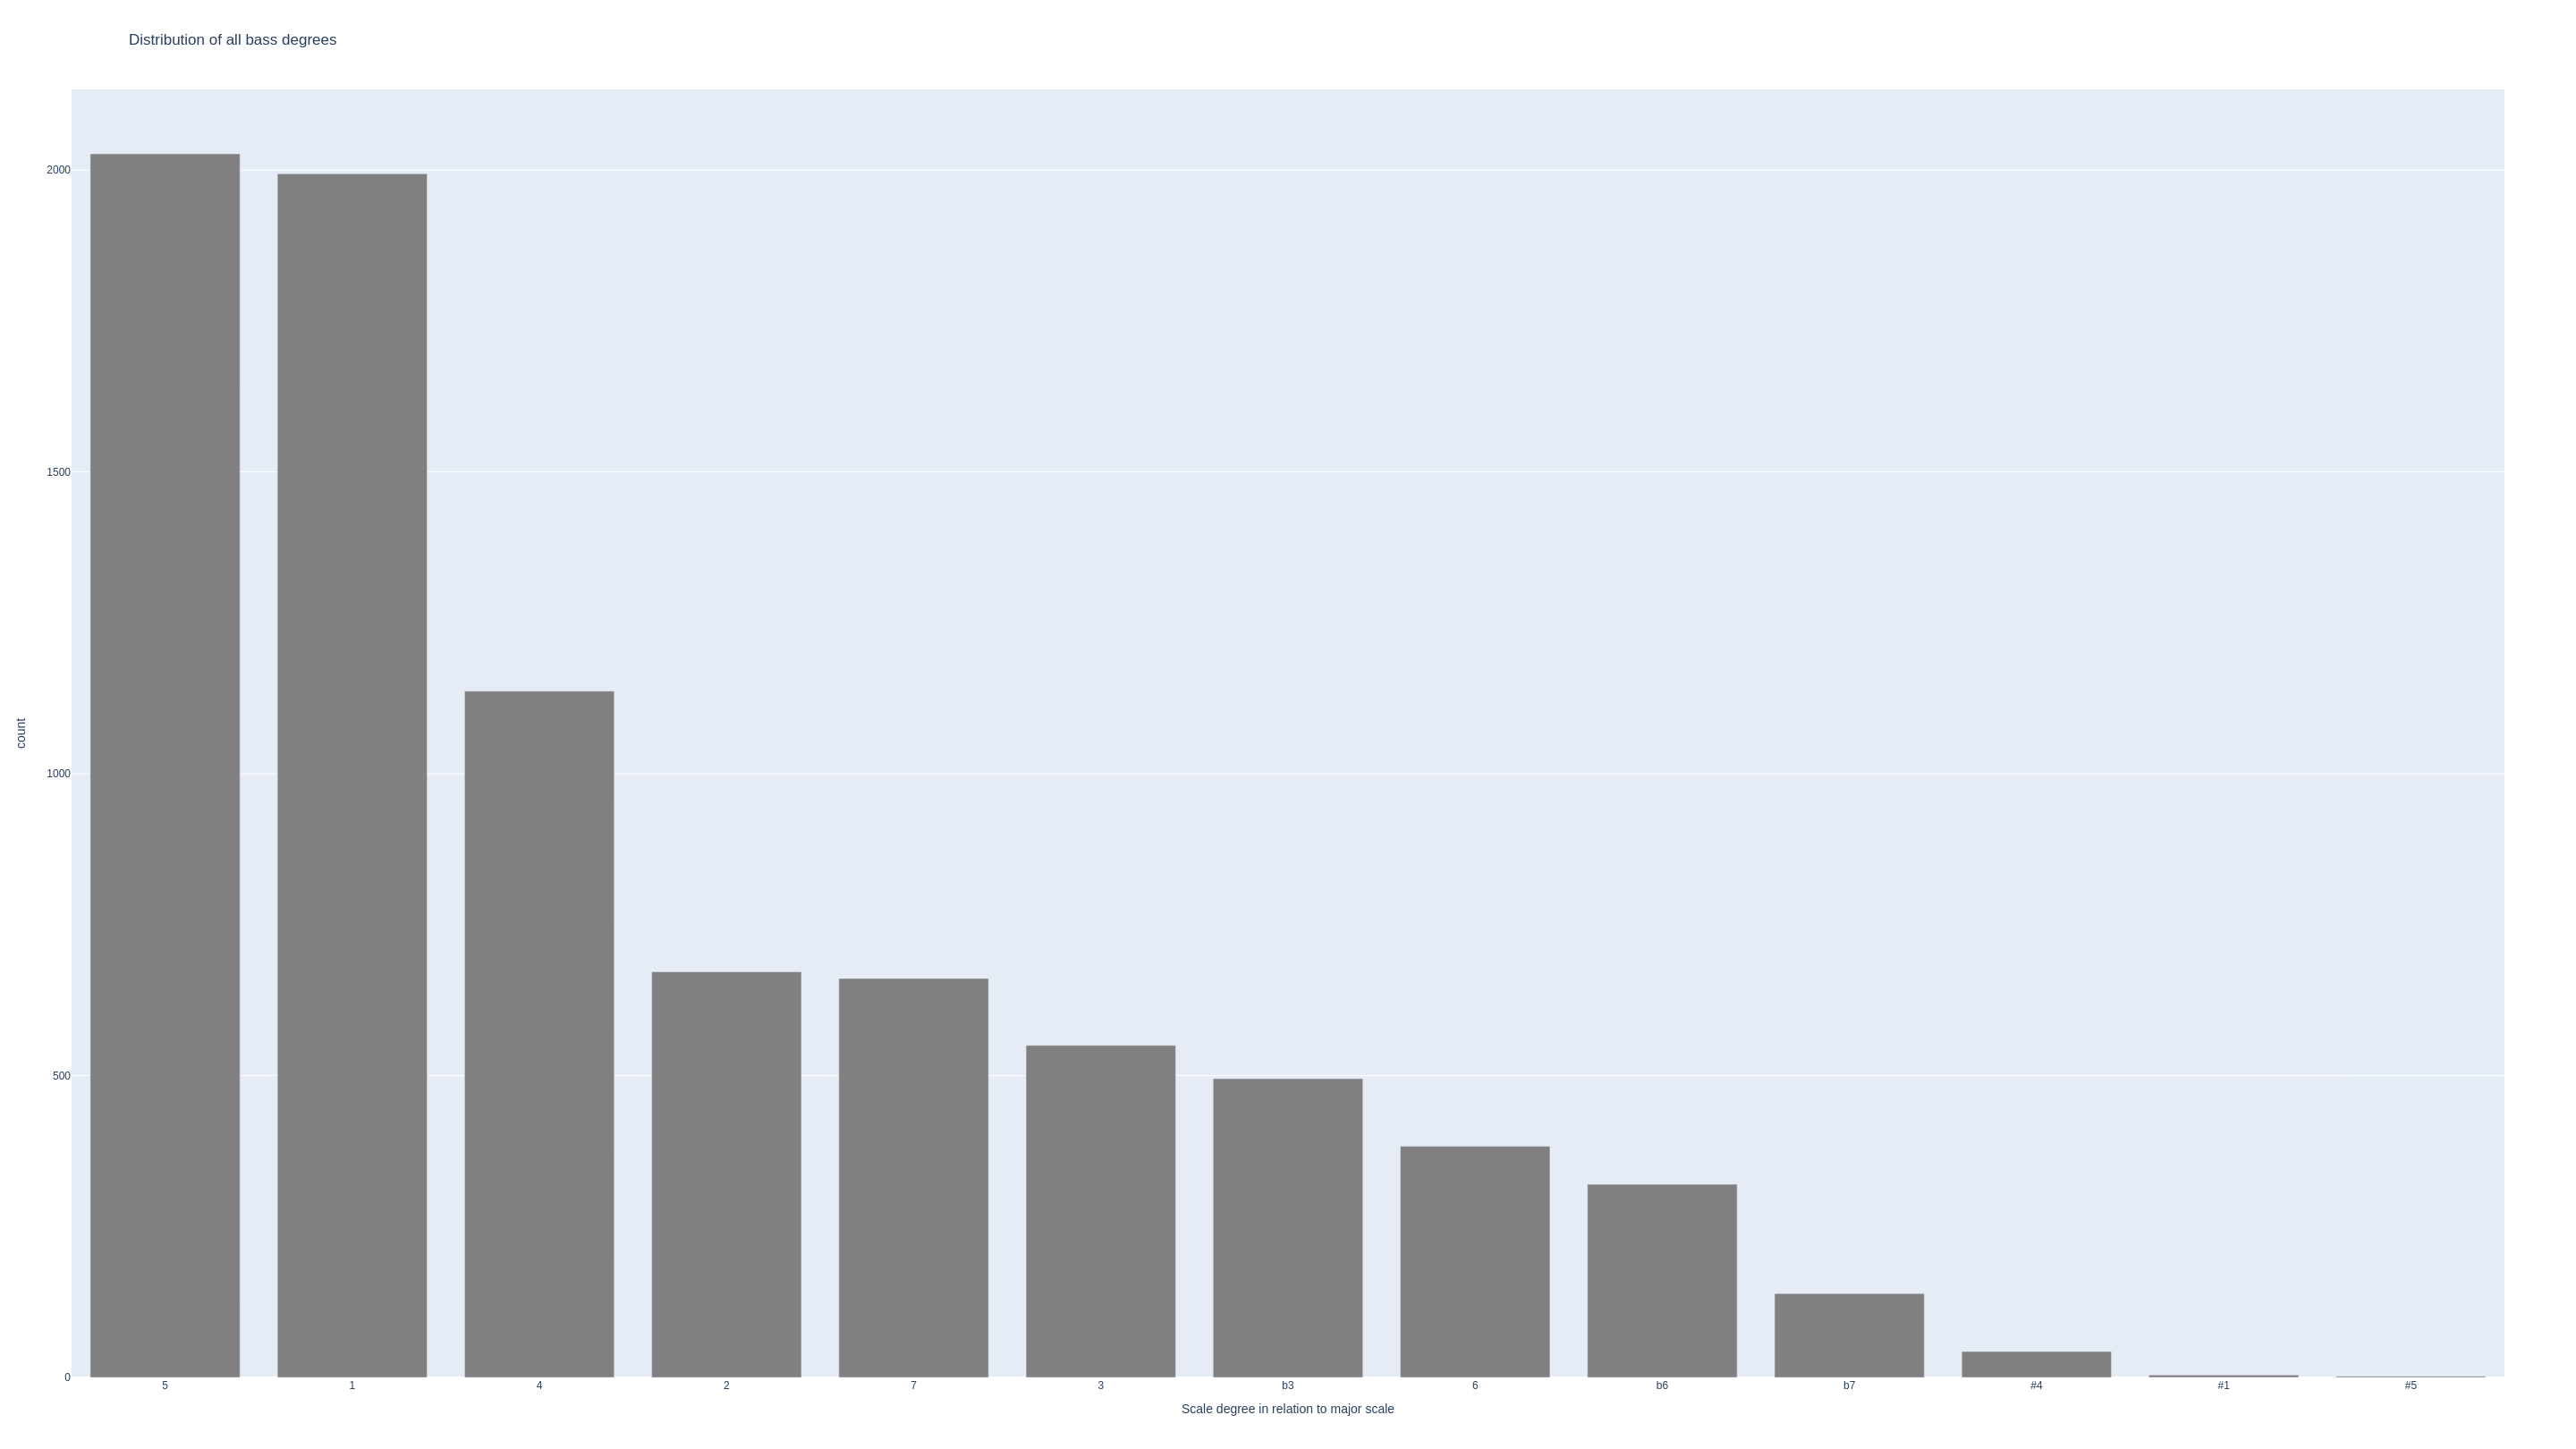 Distribution of all bass degrees
2000
1500
1000
500
0
count
5 1 4 2 7 3 b3 6 b6 b7 #4 #1 #5
Scale degree in relation to major scale